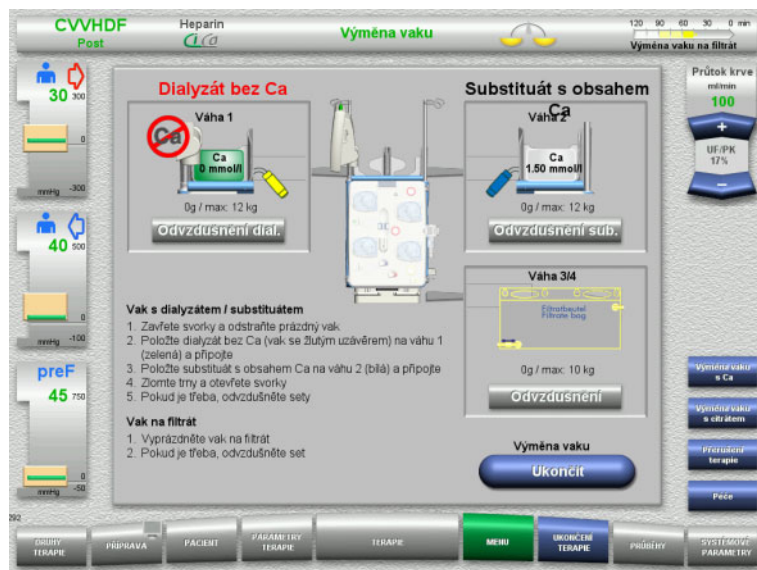 CVVHDF
Post
Heparin
CiCa
Výměna vaku
120 90 60 30 0 min
Výměna vaku na filtrát
30 300
0
mmHg -300
40 500
0
mmHg -100
preF
45 750
0
mmHg -50
Dialyzát bez Ca
Váha 1
Ca
Ca
0 mmol/l
0g / max: 12 kg
Odvzdušnění dial.
Substituát s obsahem
Ca
Váha 2
Ca
1.50 mmol/l
0g / max: 12 kg
Odvzdušnění sub.
Váha 3/4
Filtratbeutel
Filtrate bag
0g / max: 10 kg
Odvzdušnění
Vak s dialyzátem / substituátem
1. Zavřete svorky a odstraňte prázdný vak
2. Položte dialyzát bez Ca (vak se žlutým uzávěrem) na váhu 1
(zelená) a připojte
3. Položte substituát s obsahem Ca na váhu 2 (bílá) a připojte
4. Zlomte trny a otevřete svorky
5. Pokud je třeba, odvzdušněte sety
Vak na filtrát
1. Vyprázdněte vak na filtrát
2. Pokud je třeba, odvzdušněte set
Výměna vaku
Ukončit
Průtok krve
ml/min
100
+
UF/PK
17%
–
Výměna vaku
s Ca
Výměna vaku
s citrátem
Přerušení
terapie
Péče
292
DRUHY
TERAPIE
PŘÍPRAVA
PACIENT
PARAMETRY
TERAPIE
TERAPIE
MENU
UKONČENÍ
TERAPIE
PRŮBĚHY
SYSTÉMOVÉ
PARAMETRY